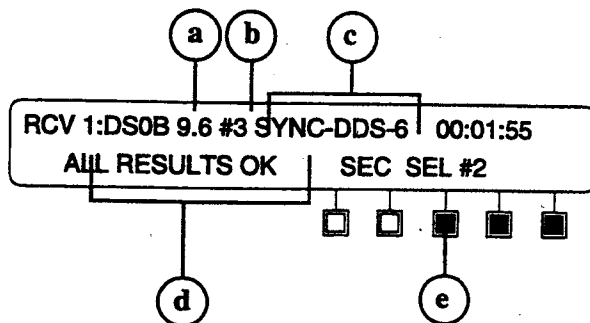 a b c
RCV 1:DS0B 9.6 #3 SYNC-DDS-6 00:01:55
ALL RESULTS OK SEC SEL #2
d e